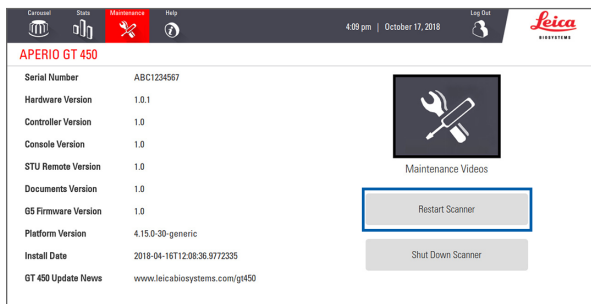 Carousel Stats Maintenance Help Log Out
4:09 pm | October 17, 2018
Leica
BIOSYSTEMS
APERIO GT 450
Serial Number ABC1234567
Hardware Version 1.0.1
Controller Version 1.0
Console Version 1.0
STU Remote Version 1.0
Documents Version 1.0
G5 Firmware Version 1.0
Platform Version 4.15.0-30-generic
Install Date 2018-04-16T12:08:36.9772335
GT 450 Update News www.leicabiosystems.com/gt450
Maintenance Videos
Restart Scanner
Shut Down Scanner